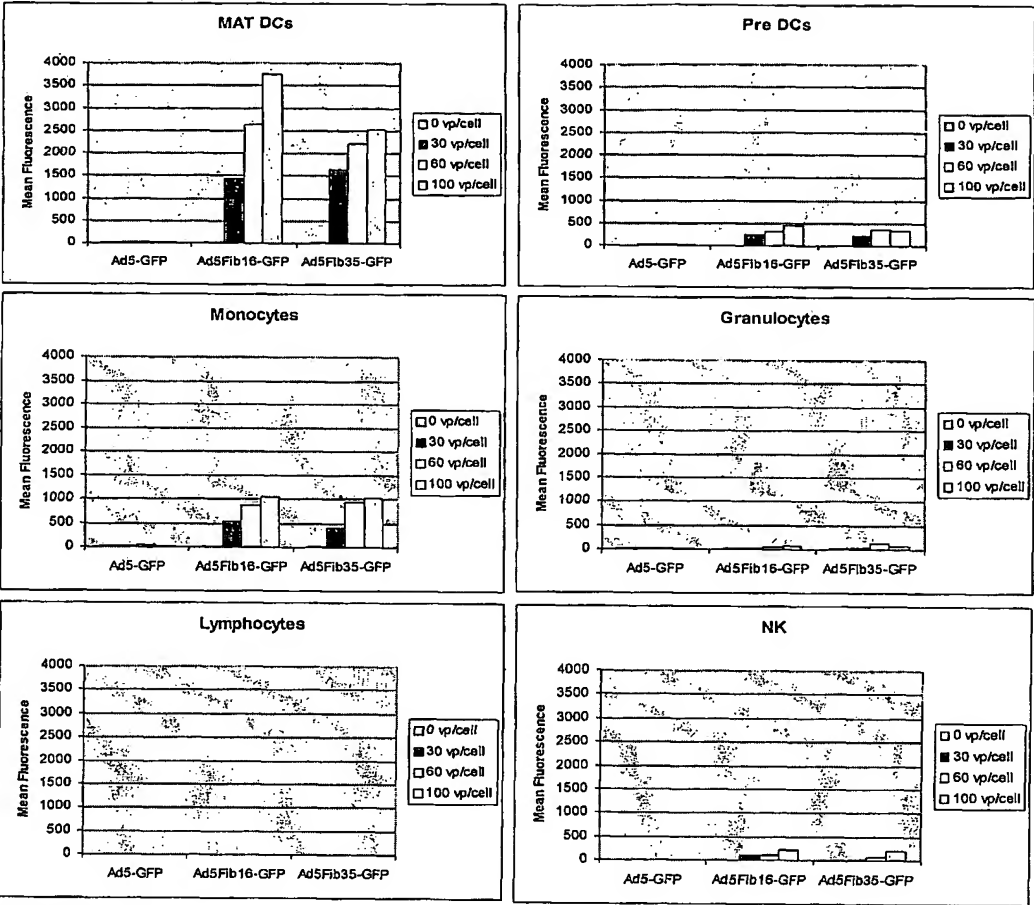 MAT DCs
Mean Fluorescence
4000
3500
3000
2500
2000
1500
1000
500
0
Ad5-GFP Ad5Fib16-GFP Ad5Fib35-GFP
0 vp/cell
30 vp/cell
60 vp/cell
100 vp/cell
Pre DCs
Mean Fluorescence
4000
3500
3000
2500
2000
1500
1000
500
0
Ad5-GFP Ad5Fib16-GFP Ad5Fib35-GFP
0 vp/cell
30 vp/cell
60 vp/cell
100 vp/cell
Monocytes
Mean Fluorescence
4000
3500
3000
2500
2000
1500
1000
500
0
Ad5-GFP Ad5Fib16-GFP Ad5Fib35-GFP
0 vp/cell
30 vp/cell
60 vp/cell
100 vp/cell
Granulocytes
Mean Fluorescence
4000
3500
3000
2500
2000
1500
1000
500
0
Ad5-GFP Ad5Fib16-GFP Ad5Fib35-GFP
0 vp/cell
30 vp/cell
60 vp/cell
100 vp/cell
Lymphocytes
Mean Fluorescence
4000
3500
3000
2500
2000
1500
1000
500
0
Ad5-GFP Ad5Fib16-GFP Ad5Fib35-GFP
0 vp/cell
30 vp/cell
60 vp/cell
100 vp/cell
NK
Mean Fluorescence
4000
3500
3000
2500
2000
1500
1000
500
0
Ad5-GFP Ad5Fib16-GFP Ad5Fib35-GFP
0 vp/cell
30 vp/cell
60 vp/cell
100 vp/cell